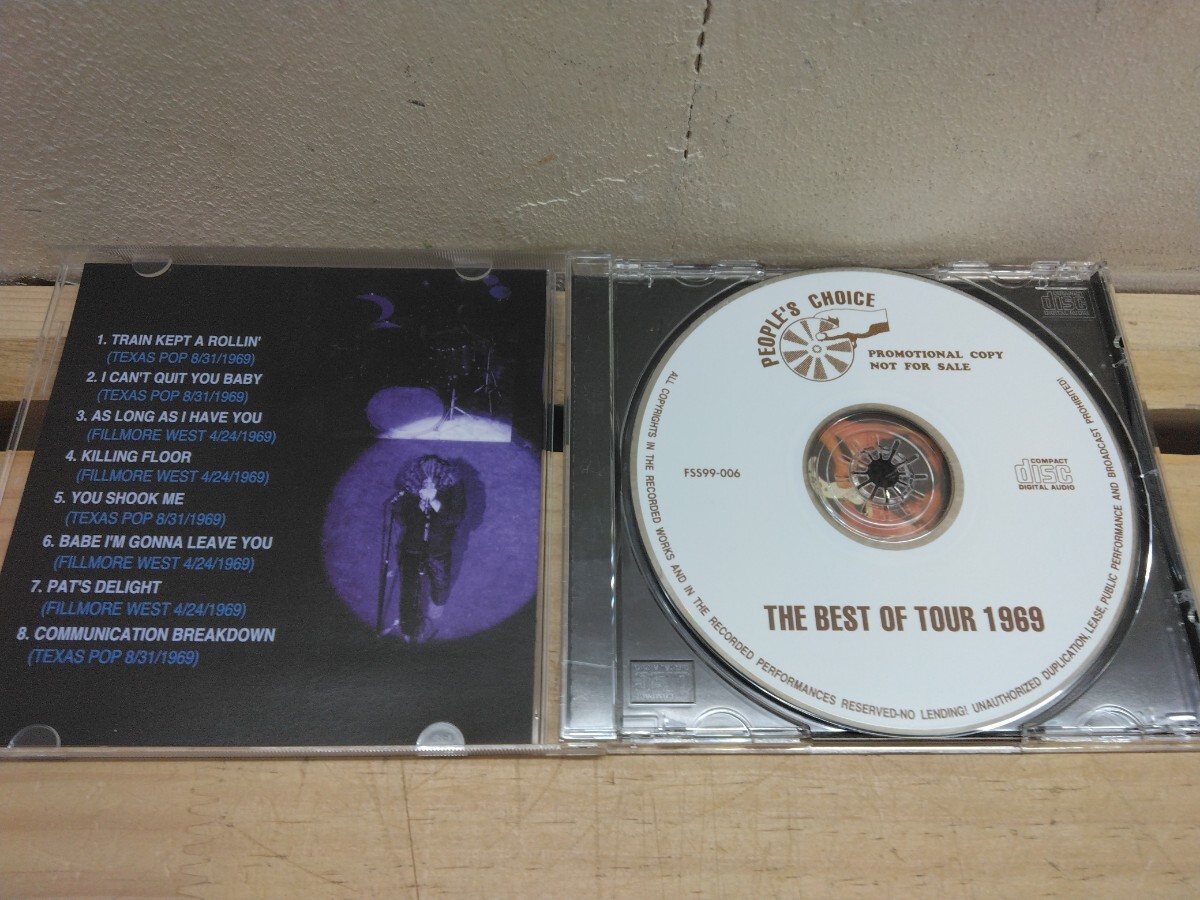 1. TRAIN KEPT A ROLLIN'
(TEXAS POP 8/31/1969)
2. I CAN'T QUIT YOU BABY
(TEXAS POP 8/31/1969)
3. AS LONG AS I HAVE YOU
(FILLMORE WEST 4/24/1969)
4. KILLING FLOOR
(FILLMORE WEST 4/24/1969)
5. YOU SHOOK ME
(TEXAS POP 8/31/1969)
6. BABE I'M GONNA LEAVE YOU
(FILLMORE WEST 4/24/1969)
7. PAT'S DELIGHT
(FILLMORE WEST 4/24/1969)
8. COMMUNICATION BREAKDOWN
(TEXAS POP 8/31/1969)
PEOPLE'S CHOICE
PROMOTIONAL COPY
NOT FOR SALE
FSS99-006
COMPACT
disc
DIGITAL AUDIO
THE BEST OF TOUR 1969
ALL COPYRIGHTS IN THE RECORDED WORKS AND IN THE RECORDED PERFORMANCES RESERVED-NO LENDING! UNAUTHORIZED DUPLICATION, LEASE, PUBLIC PERFORMANCE AND BROADCAST PROHIBITED!
disc